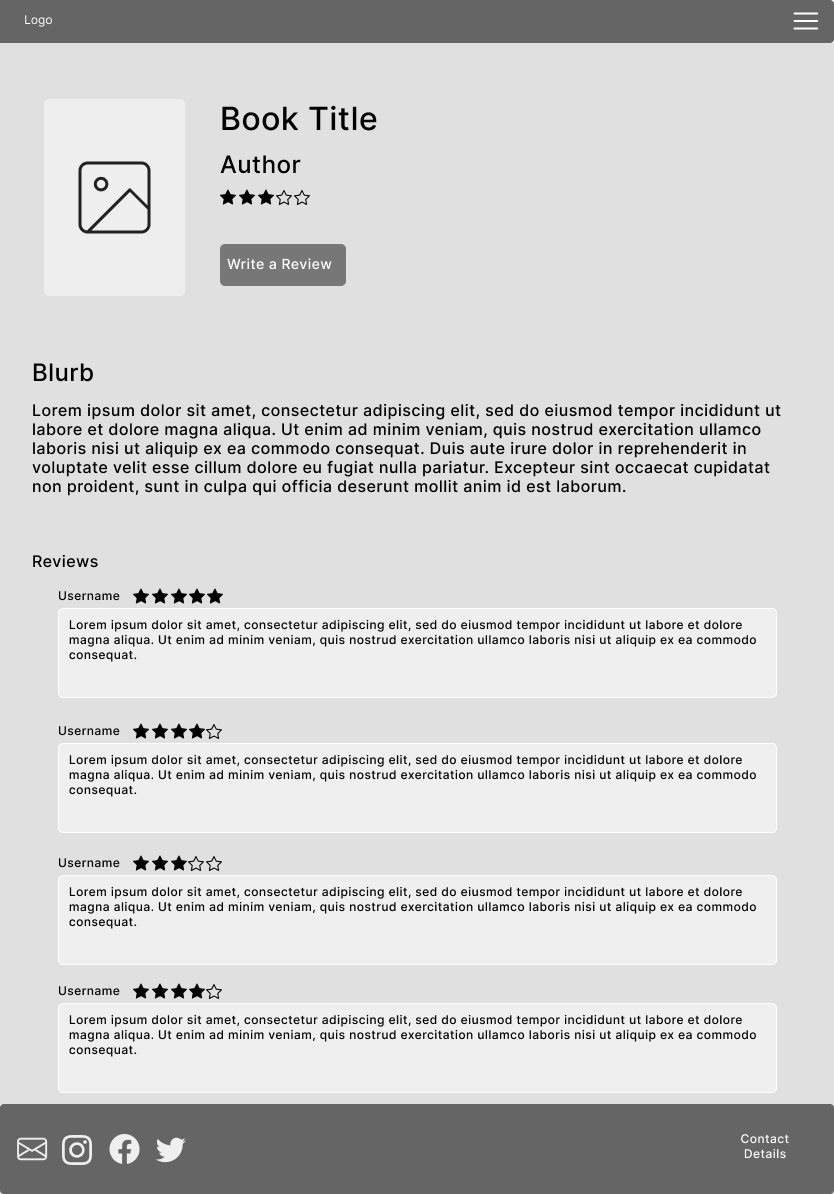 Logo
Book Title
Author
Write a Review
Blurb
Lorem ipsum dolor sit amet, consectetur adipiscing elit, sed do eiusmod tempor incididunt ut
labore et dolore magna aliqua. Ut enim ad minim veniam, quis nostrud exercitation ullamco
laboris nisi ut aliquip ex ea commodo consequat. Duis aute irure dolor in reprehenderit in
voluptate velit esse cillum dolore eu fugiat nulla pariatur. Excepteur sint occaecat cupidatat
non proident, sunt in culpa qui officia deserunt mollit anim id est laborum.
Reviews
Username
Lorem ipsum dolor sit amet, consectetur adipiscing elit, sed do eiusmod tempor incididunt ut labore et dolore
magna aliqua. Ut enim ad minim veniam, quis nostrud exercitation ullamco laboris nisi ut aliquip ex ea commodo
consequat.
Username
Lorem ipsum dolor sit amet, consectetur adipiscing elit, sed do eiusmod tempor incididunt ut labore et dolore
magna aliqua. Ut enim ad minim veniam, quis nostrud exercitation ullamco laboris nisi ut aliquip ex ea commodo
consequat.
Username
Lorem ipsum dolor sit amet, consectetur adipiscing elit, sed do eiusmod tempor incididunt ut labore et dolore
magna aliqua. Ut enim ad minim veniam, quis nostrud exercitation ullamco laboris nisi ut aliquip ex ea commodo
consequat.
Username
Lorem ipsum dolor sit amet, consectetur adipiscing elit, sed do eiusmod tempor incididunt ut labore et dolore
magna aliqua. Ut enim ad minim veniam, quis nostrud exercitation ullamco laboris nisi ut aliquip ex ea commodo
consequat.
Contact
Details